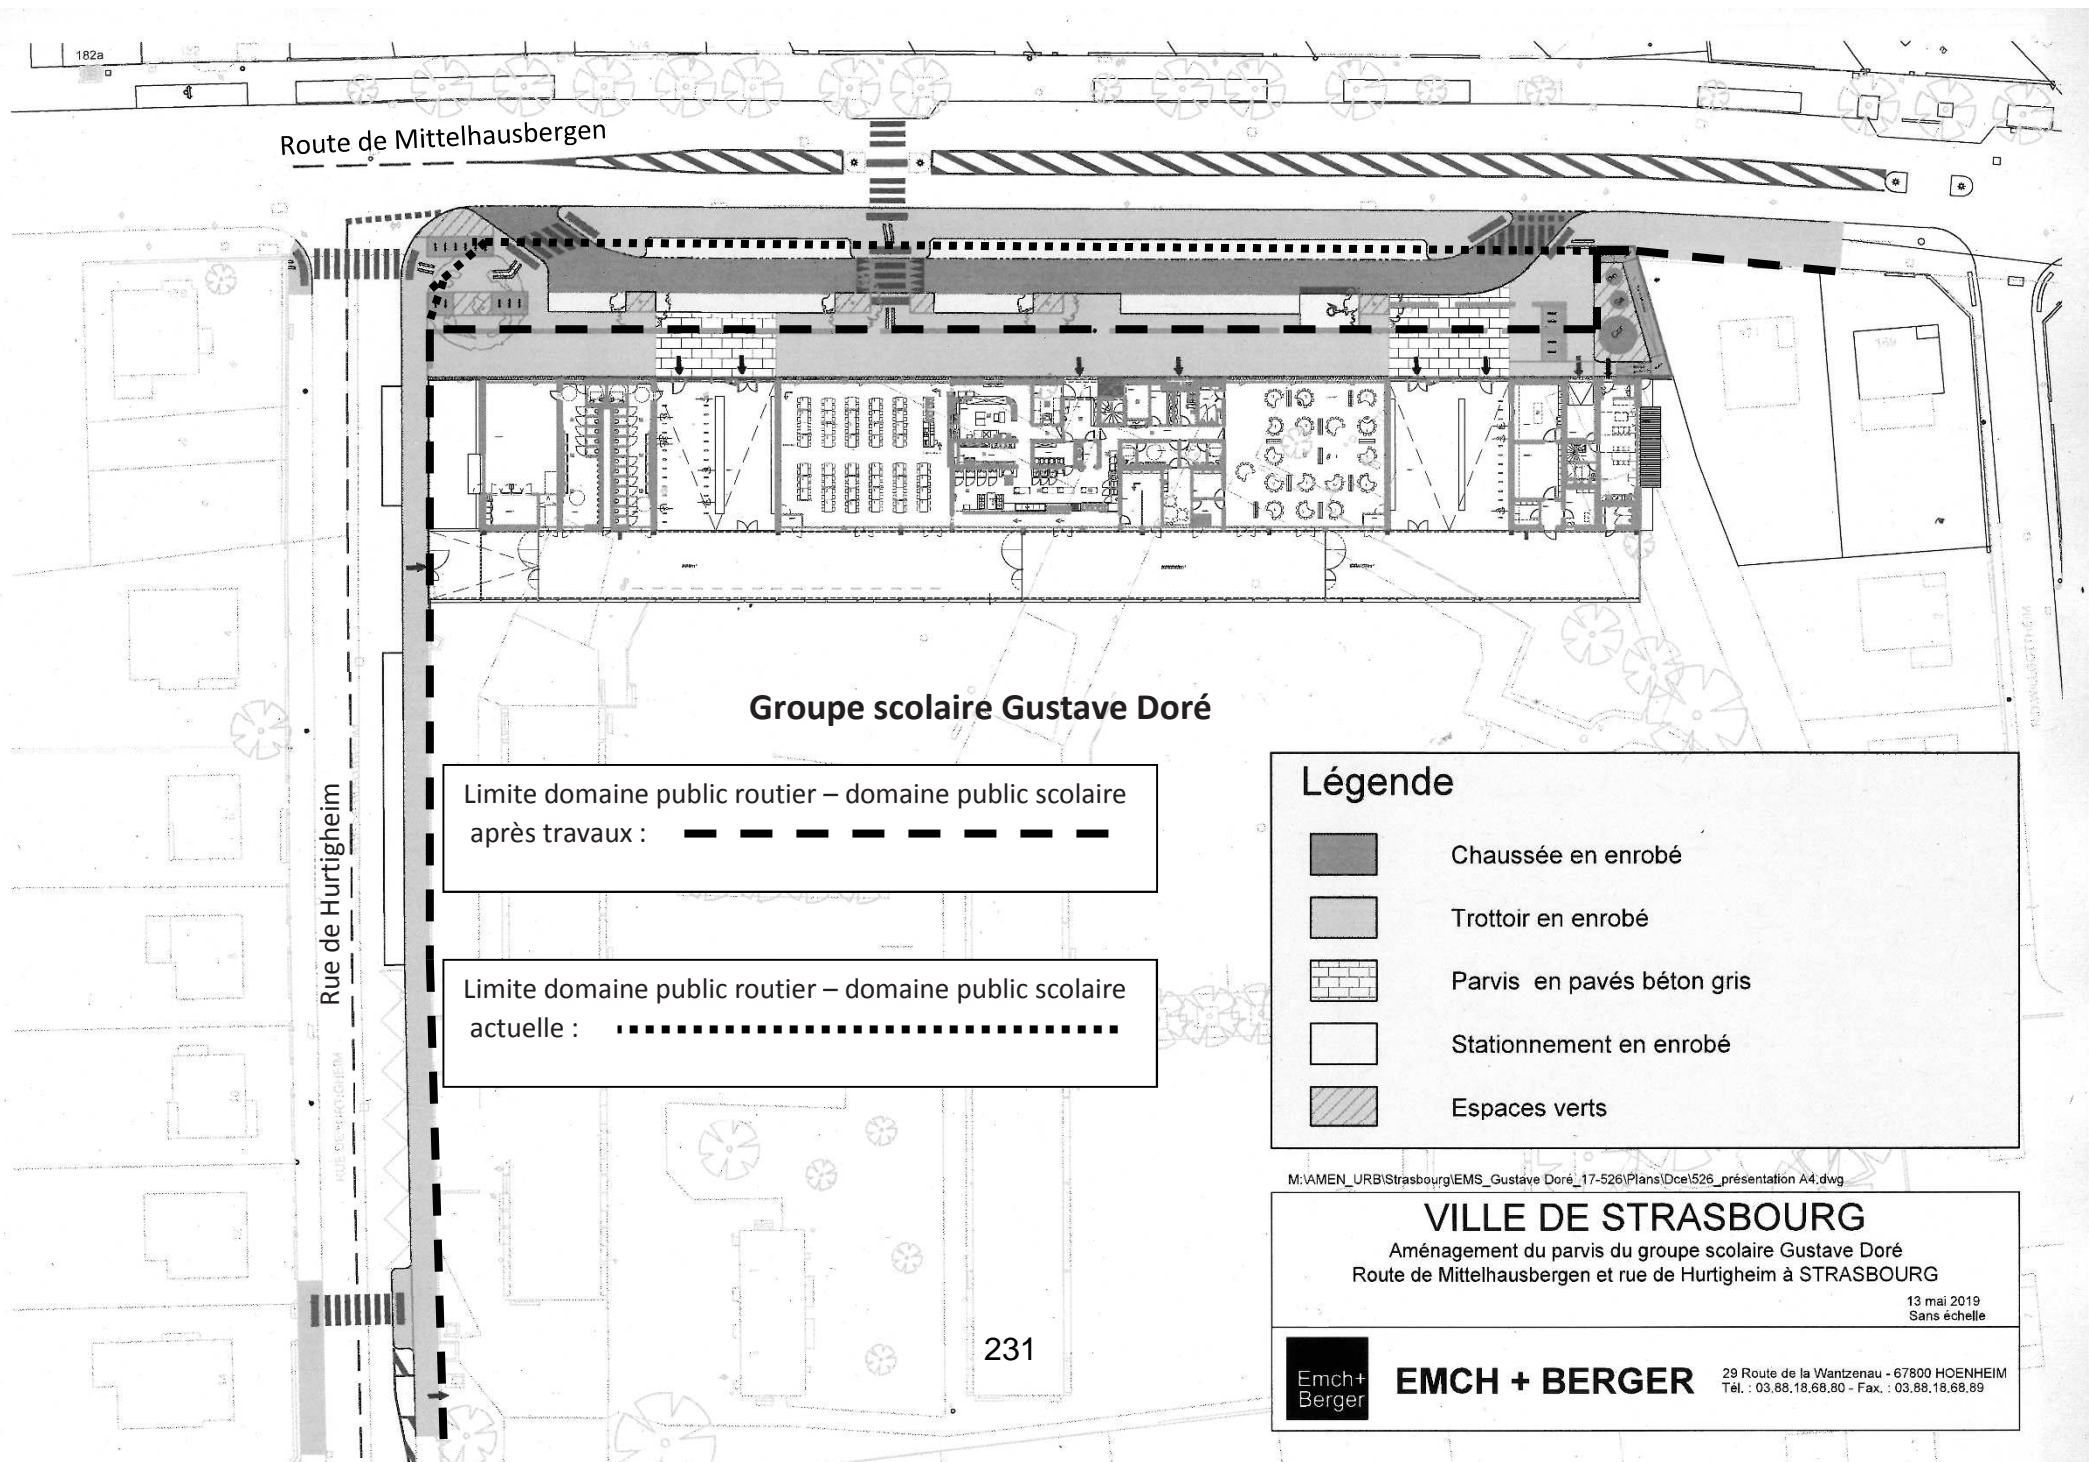 182a
Route de Mittelhausbergen
Groupe scolaire Gustave Doré
Limite domaine public routier – domaine public scolaire
après travaux :
Limite domaine public routier – domaine public scolaire
actuelle :
Rue de Hurtigheim
RUE DE HURTIGHEIM
Légende
Chaussée en enrobé
Trottoir en enrobé
Parvis en pavés béton gris
Stationnement en enrobé
Espaces verts
M:\AMEN_URB\Strasbourg\EMS_Gustave Doré_17-526\Plans\Dce\526_présentation A4.dwg
VILLE DE STRASBOURG
Aménagement du parvis du groupe scolaire Gustave Doré
Route de Mittelhausbergen et rue de Hurtigheim à STRASBOURG
13 mai 2019
Sans échelle
231
Emch+
Berger
EMCH + BERGER
29 Route de la Wantzenau - 67800 HOENHEIM
Tél. : 03.88.18.68.80 - Fax. : 03.88.18.68.89